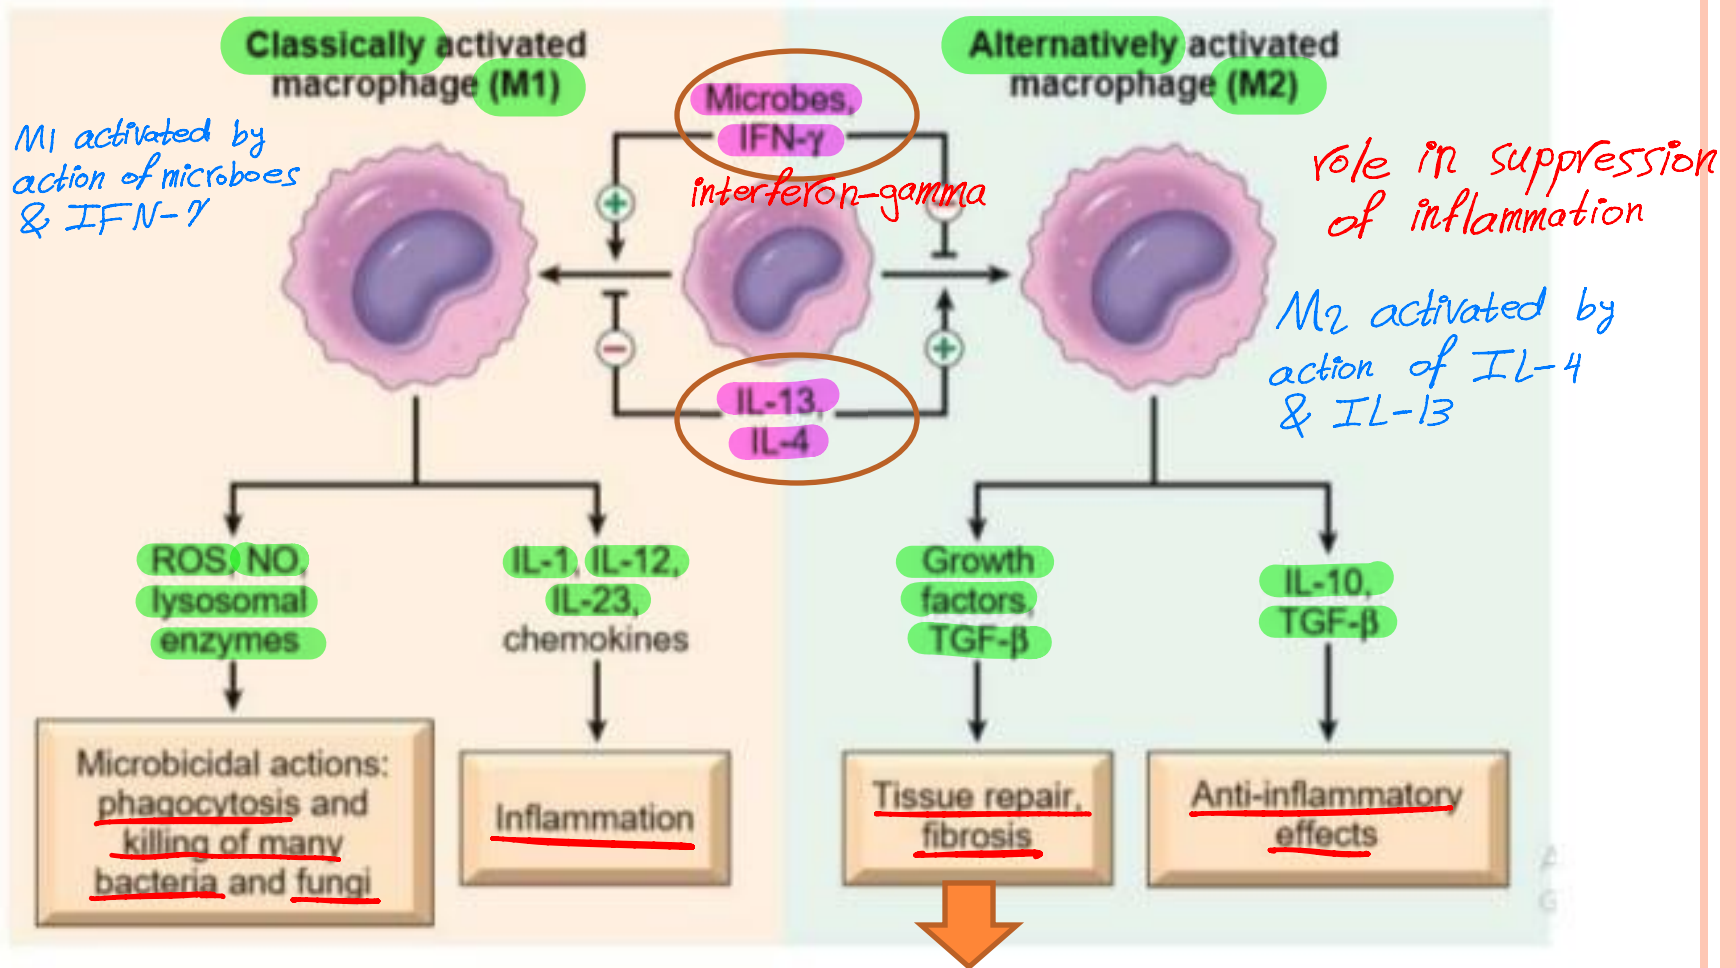 Classically activated
macrophage (M1)
Alternatively activated
macrophage (M2)
Microbes,
IFN-γ
interferon-gamma
M1 activated by
action of microboes
& IFN-γ
role in suppression
of inflammation
M2 activated by
action of IL-4
& IL-13
+
−
−
+
IL-13,
IL-4
ROS, NO,
lysosomal
enzymes
IL-1, IL-12,
IL-23,
chemokines
Growth
factors,
TGF-β
IL-10,
TGF-β
Microbicidal actions:
phagocytosis and
killing of many
bacteria and fungi
Inflammation
Tissue repair,
fibrosis
Anti-inflammatory
effects
A
G